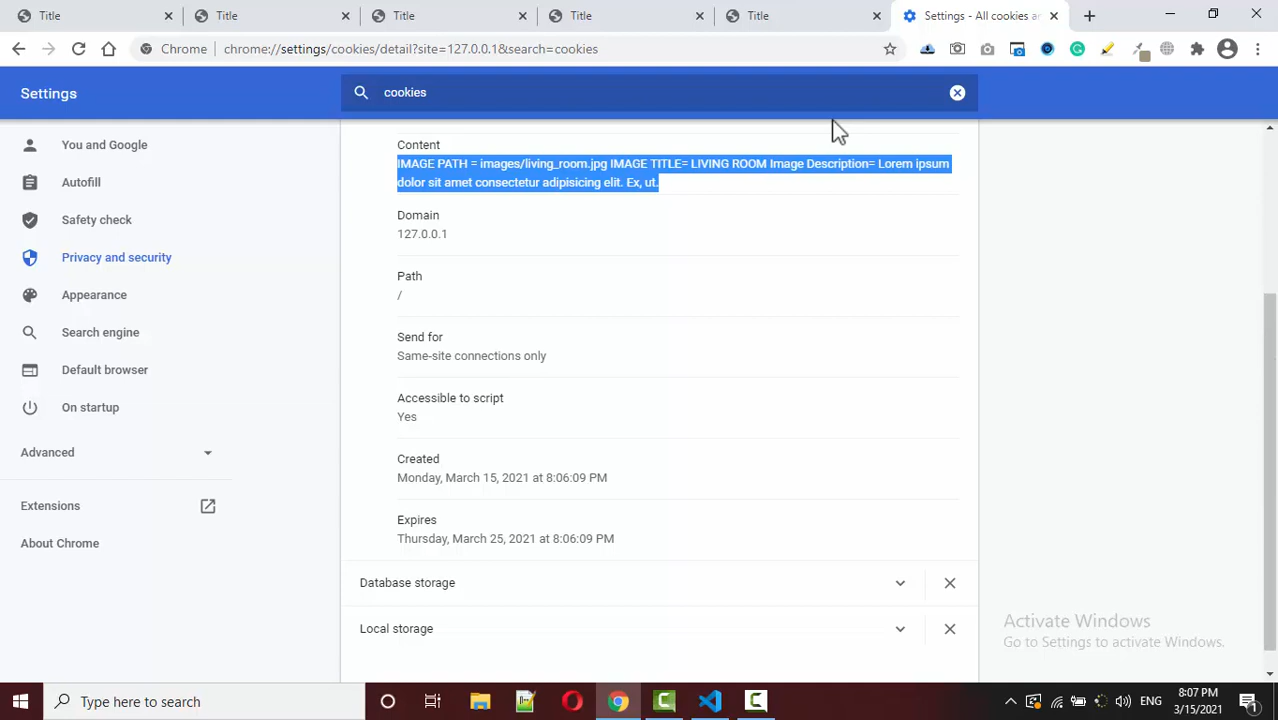 Title
Title
Title
Title
Title
Settings - All cookies a
Chrome
chrome://settings/cookies/detail?site=127.0.0.1&search=cookies
Settings
cookies
You and Google
Autofill
Safety check
Privacy and security
Appearance
Search engine
Default browser
On startup
Advanced
Extensions
About Chrome
Content
IMAGE PATH = images/living_room.jpg IMAGE TITLE= LIVING ROOM Image Description= Lorem ipsum
dolor sit amet consectetur adipisicing elit. Ex, ut.
Domain
127.0.0.1
Path
/
Send for
Same-site connections only
Accessible to script
Yes
Created
Monday, March 15, 2021 at 8:06:09 PM
Expires
Thursday, March 25, 2021 at 8:06:09 PM
Database storage
Local storage
Activate Windows
Go to Settings to activate Windows.
Type here to search
ENG
8:07 PM
3/15/2021
1